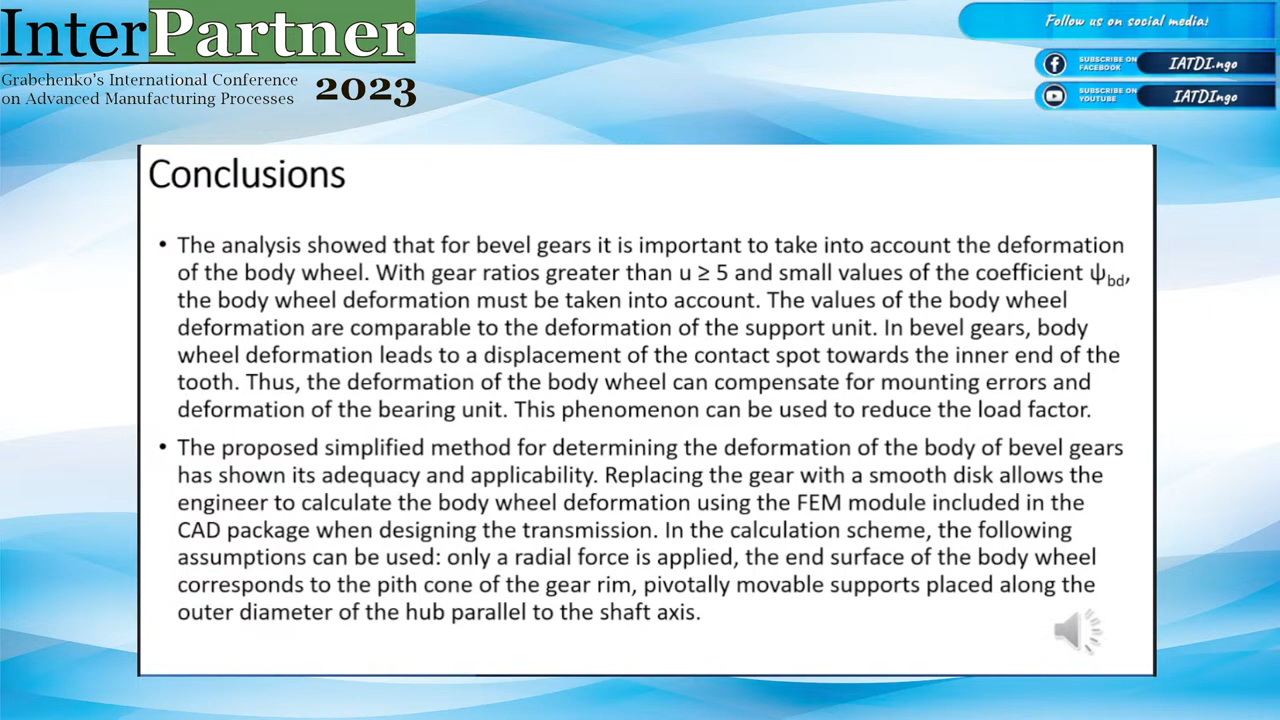 InterPartner
Grabchenko's International Conference
on Advanced Manufacturing Processes
2023
Follow us on social media!
SUBSCRIBE ON
FACEBOOK
IATDI.ngo
SUBSCRIBE ON
YOUTUBE
IATDIngo
Conclusions
• The analysis showed that for bevel gears it is important to take into account the deformation
of the body wheel. With gear ratios greater than u ≥ 5 and small values of the coefficient ψbd,
the body wheel deformation must be taken into account. The values of the body wheel
deformation are comparable to the deformation of the support unit. In bevel gears, body
wheel deformation leads to a displacement of the contact spot towards the inner end of the
tooth. Thus, the deformation of the body wheel can compensate for mounting errors and
deformation of the bearing unit. This phenomenon can be used to reduce the load factor.
• The proposed simplified method for determining the deformation of the body of bevel gears
has shown its adequacy and applicability. Replacing the gear with a smooth disk allows the
engineer to calculate the body wheel deformation using the FEM module included in the
CAD package when designing the transmission. In the calculation scheme, the following
assumptions can be used: only a radial force is applied, the end surface of the body wheel
corresponds to the pith cone of the gear rim, pivotally movable supports placed along the
outer diameter of the hub parallel to the shaft axis.